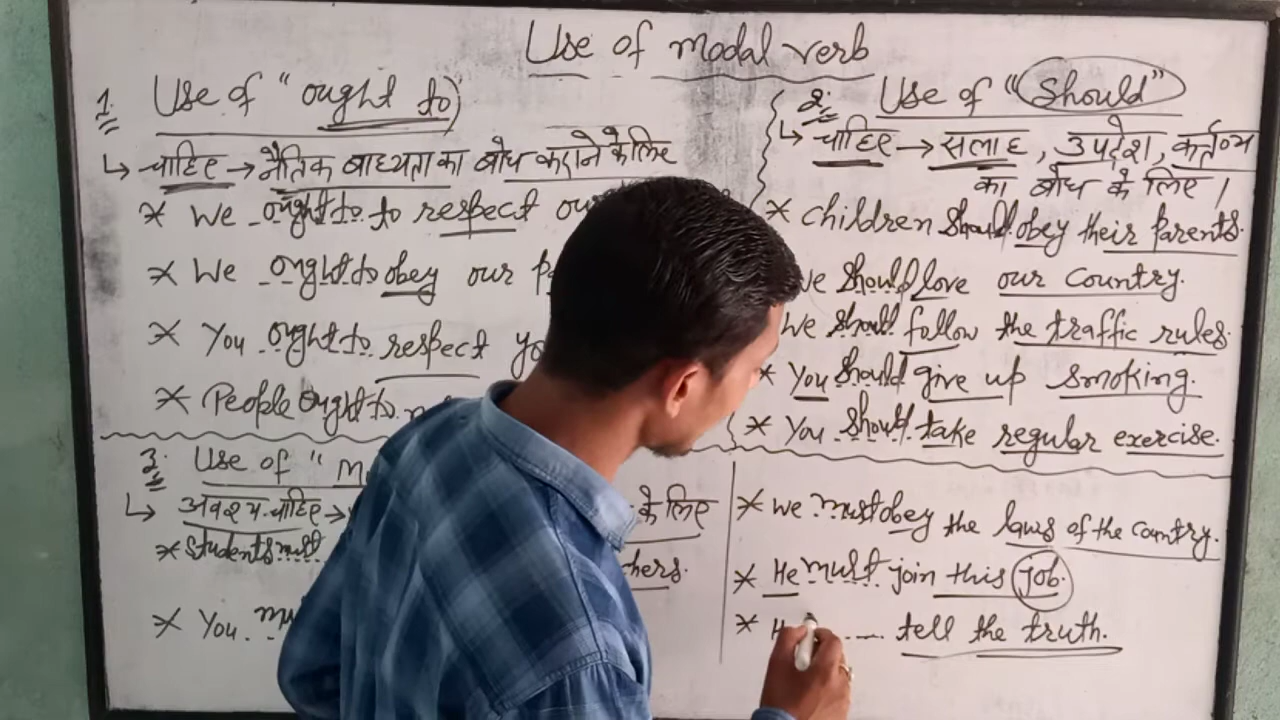 Use of modal verb
1. Use of "ought to)
↳ चाहिए → नैतिक बाध्यता का बोध कराने के लिए
* We ought to to respect our
* We ought to obey our
* You ought to respect
* People ought to
2. Use of "Should"
↳ चाहिए → सलाह, उपदेश, कर्तव्य
का बोध के लिए।
* Children should obey their parents.
we should love our country.
We should follow the traffic rules.
* You should give up smoking.
* You should take regular exercise.
3. Use of "
↳ अवश्य चाहिए → के लिए
* Students must
* You
* We must obey the laws of the country.
* He must join this job.
* .... tell the truth.